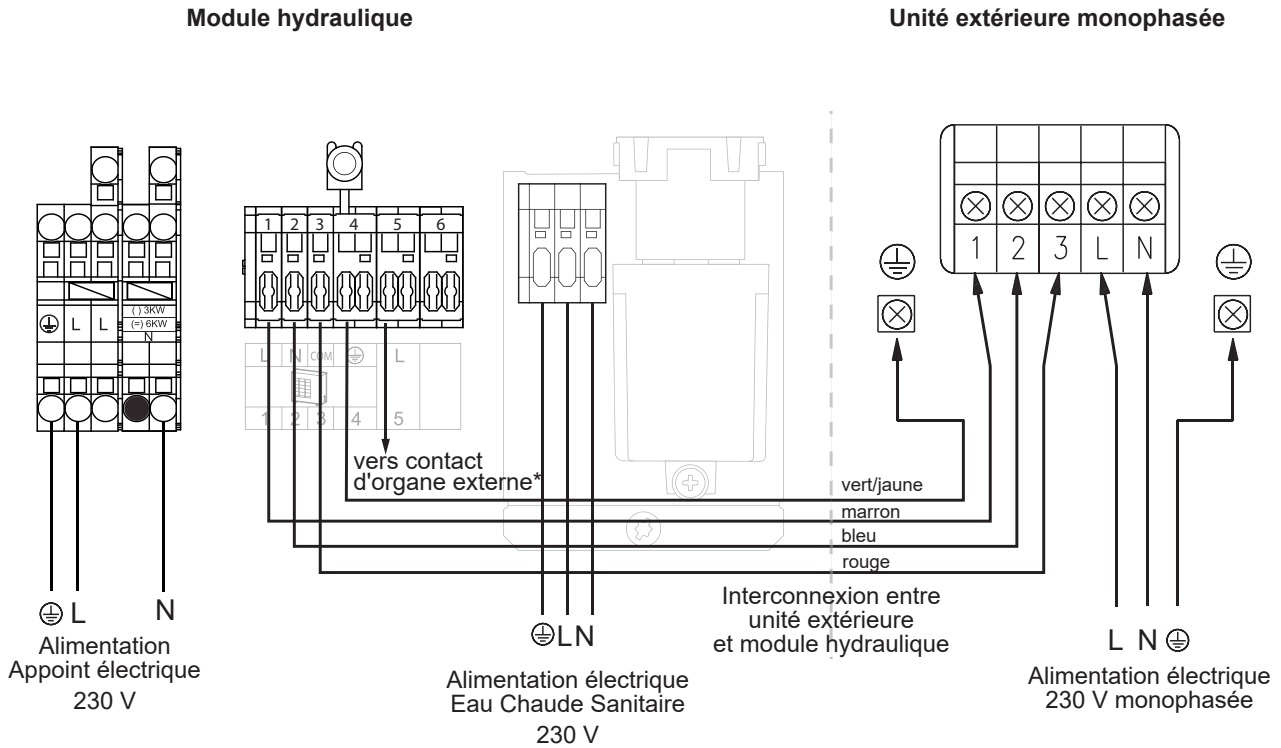 Module hydraulique
Unité extérieure monophasée
1 2 3 4 5 6
1 2 3 L N
L L
( ) 3KW
(=) 6KW
N
L N COM L
1 2 3 4 5
vers contact
d'organe externe*
vert/jaune
marron
bleu
rouge
Interconnexion entre
unité extérieure
et module hydraulique
L N
Alimentation
Appoint électrique
230 V
LN
Alimentation électrique
Eau Chaude Sanitaire
230 V
L N
Alimentation électrique
230 V monophasée